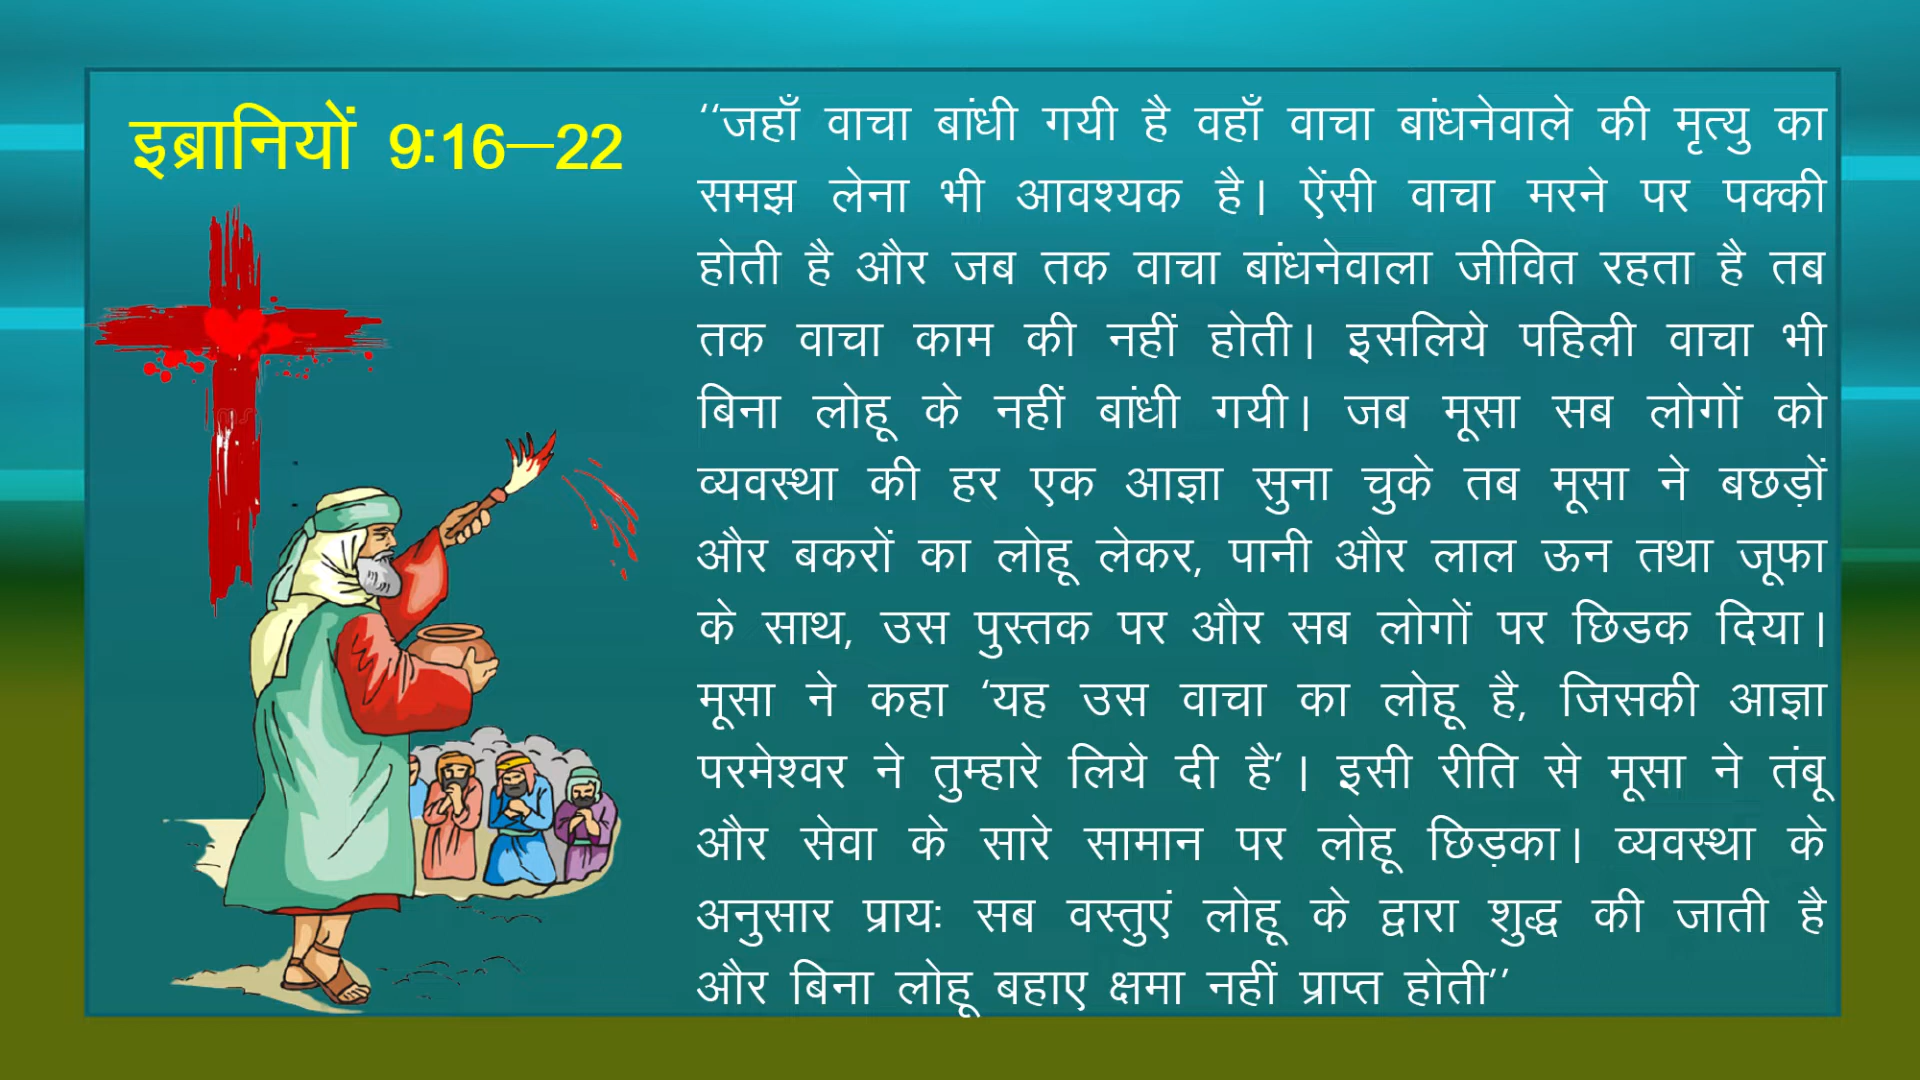 इब्रानियों 9:16–22
‘‘जहाँ वाचा बांधी गयी है वहाँ वाचा बांधनेवाले की मृत्यु का
समझ लेना भी आवश्यक है। ऐंसी वाचा मरने पर पक्की
होती है और जब तक वाचा बांधनेवाला जीवित रहता है तब
तक वाचा काम की नहीं होती। इसलिये पहिली वाचा भी
बिना लोहू के नहीं बांधी गयी। जब मूसा सब लोगों को
व्यवस्था की हर एक आज्ञा सुना चुके तब मूसा ने बछड़ों
और बकरों का लोहू लेकर, पानी और लाल ऊन तथा जूफा
के साथ, उस पुस्तक पर और सब लोगों पर छिडक दिया।
मूसा ने कहा ‘यह उस वाचा का लोहू है, जिसकी आज्ञा
परमेश्वर ने तुम्हारे लिये दी है’। इसी रीति से मूसा ने तंबू
और सेवा के सारे सामान पर लोहू छिड़का। व्यवस्था के
अनुसार प्रायः सब वस्तुएं लोहू के द्वारा शुद्ध की जाती है
और बिना लोहू बहाए क्षमा नहीं प्राप्त होती’’